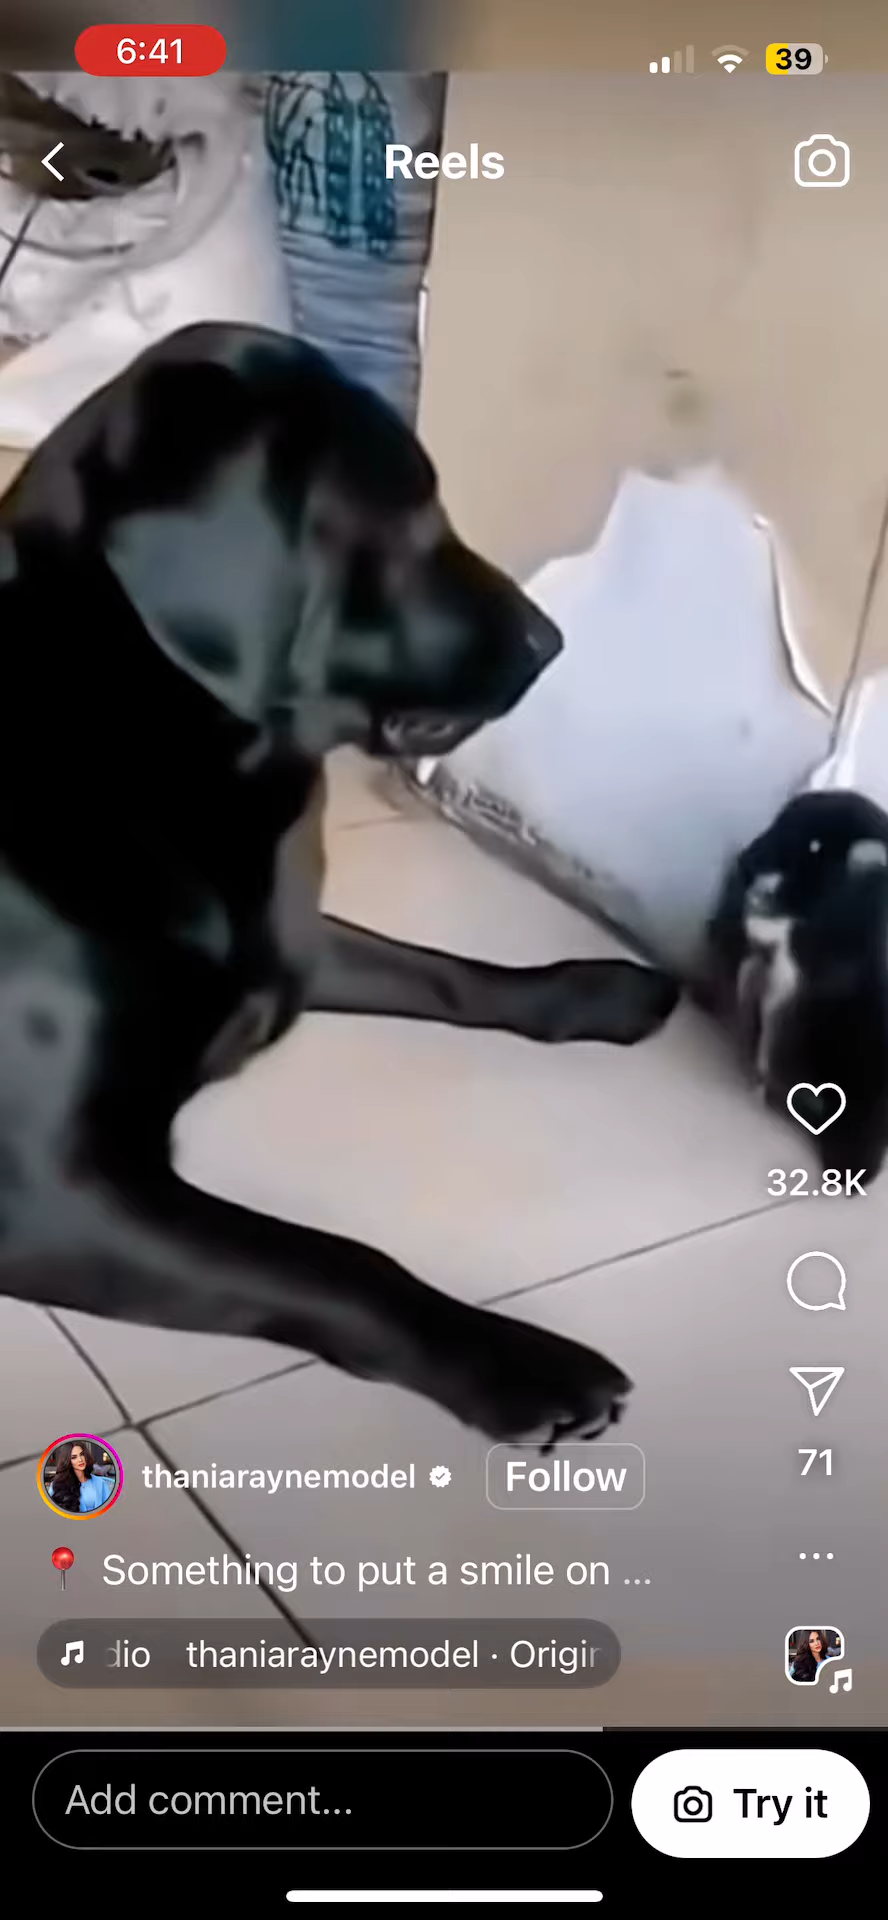 6:41
39
Reels
32.8K
71
thaniaraynemodel
Follow
📍 Something to put a smile on ...
dio thaniaraynemodel · Origir
Add comment...
Try it